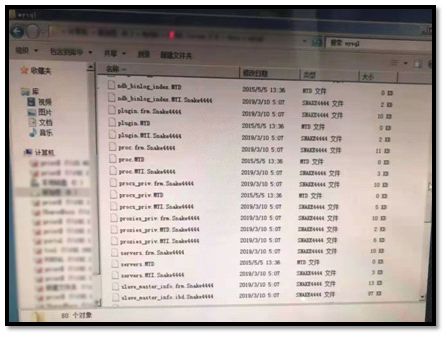 mysql
搜索 mysql
组织
共享
新建文件夹
收藏夹
库
视频
图片
文档
音乐
计算机
名称 修改日期 类型 大小
ndb_binlog_index.MYD 2015/5/5 13:36 MYD 文件 0 KB
ndb_binlog_index.MYI.Snake4444 2019/3/10 5:07 SNAKE4444 文件 2 KB
plugin.frm.Snake4444 2019/3/10 5:07 SNAKE4444 文件 10 KB
plugin.MYD 2015/5/5 13:36 MYD 文件 0 KB
plugin.MYI.Snake4444 2019/3/10 5:07 SNAKE4444 文件 2 KB
proc.frm.Snake4444 2019/3/10 5:07 SNAKE4444 文件 11 KB
proc.MYD 2015/5/5 13:36 MYD 文件 0 KB
proc.MYI.Snake4444 2019/3/10 5:07 SNAKE4444 文件
procs_priv.frm.Snake4444 2019/3/10 5:07 SNAKE4444 文件 10 KB
procs_priv.MYD 2015/5/5 13:36 MYD 文件 0 KB
procs_priv.MYI.Snake4444 2019/3/10 5:07 SNAKE4444 文件 5 KB
proxies_priv.frm.Snake4444 2019/3/10 5:07 SNAKE4444 文件 10 KB
proxies_priv.MYD.Snake4444 2019/3/10 5:07 SNAKE4444 文件 2 KB
proxies_priv.MYI.Snake4444 2019/3/10 5:07 SNAKE4444 文件 6 KB
servers.frm.Snake4444 2019/3/10 5:07 SNAKE4444 文件 10 KB
servers.MYD 2015/5/5 13:36 MYD 文件 0 KB
servers.MYI.Snake4444 2019/3/10 5:07 SNAKE4444 文件 3 KB
slave_master_info.frm.Snake4444 2019/3/10 5:07 SNAKE4444 文件 13 KB
slave_master_info.ibd.Snake4444 2019/3/10 5:07 SNAKE4444 文件 97 KB
80 个对象